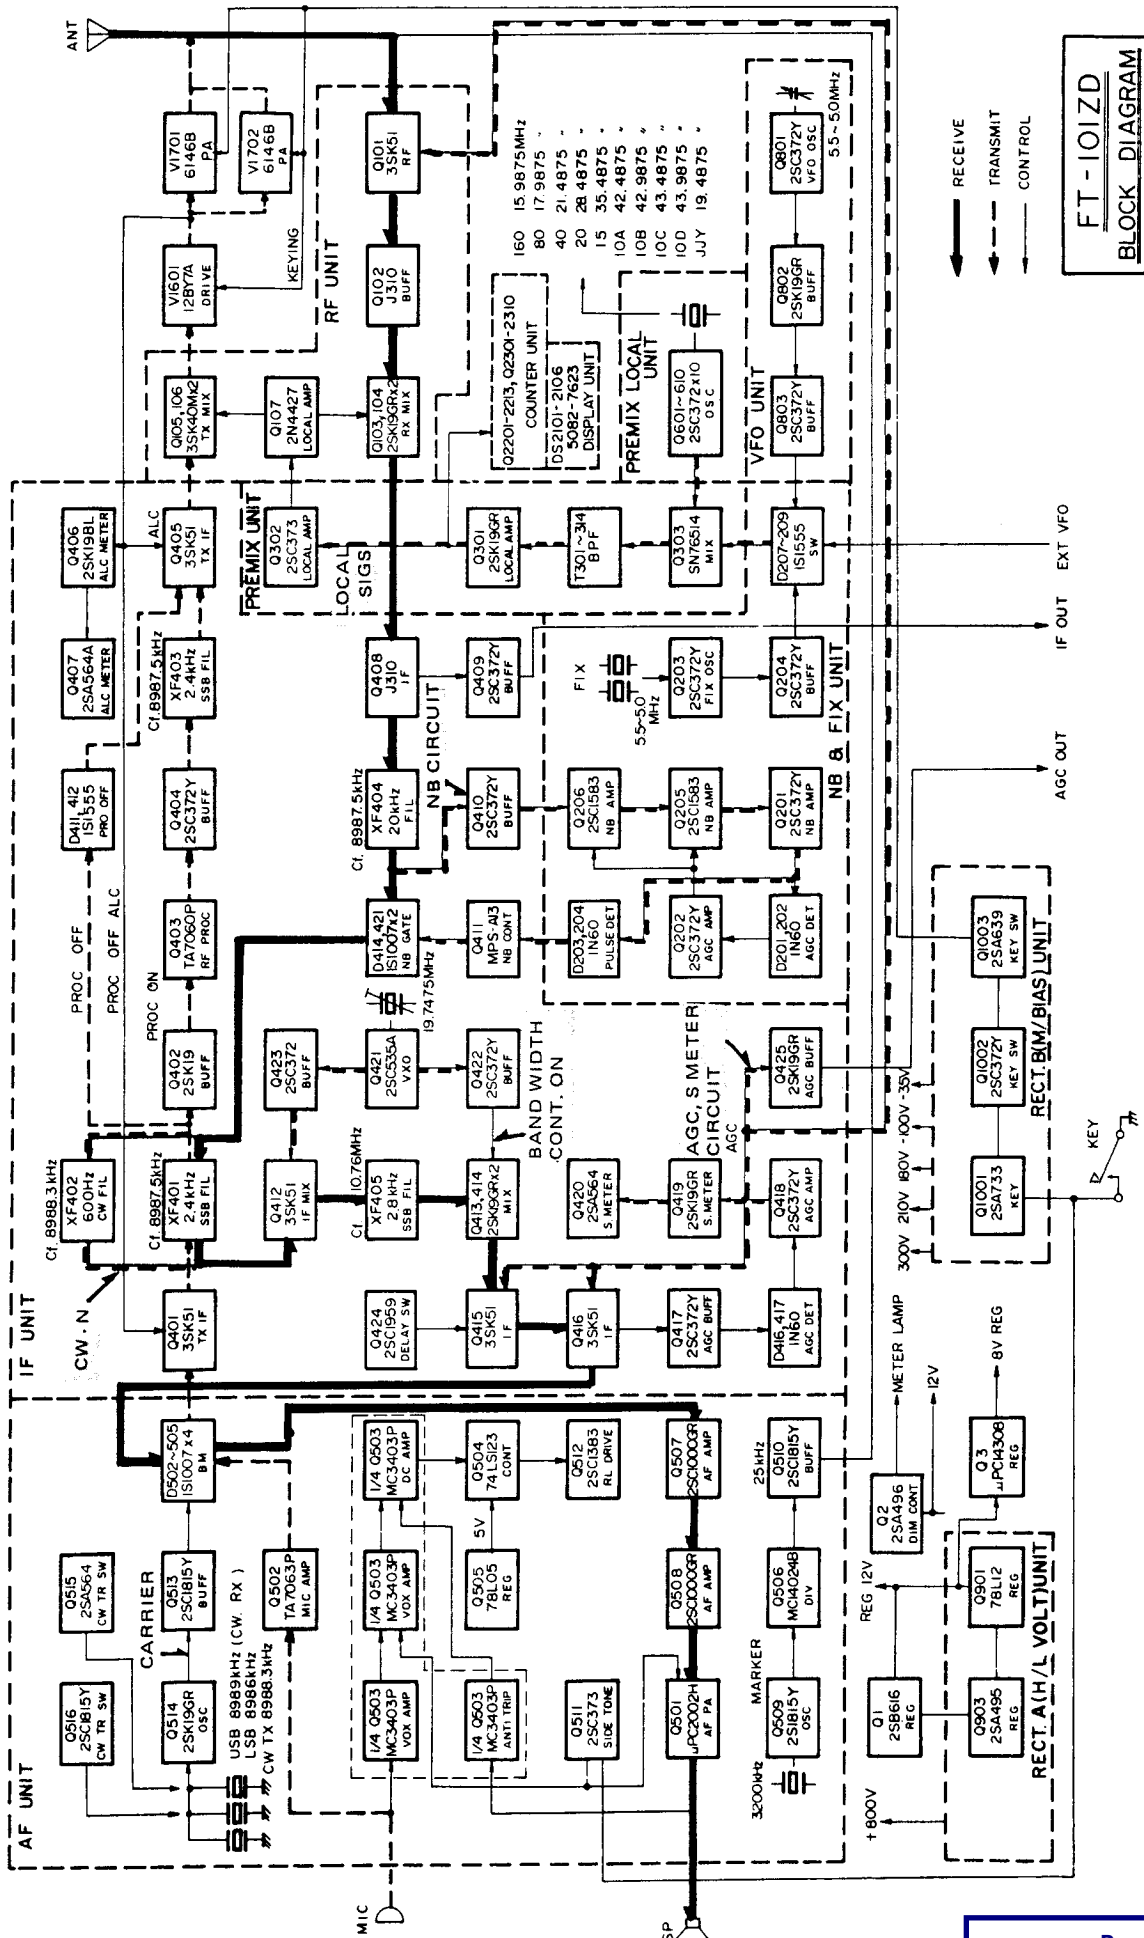 FT-101ZD
BLOCK DIAGRAM
RECEIVE
TRANSMIT
CONTROL
AF UNIT
Q516
2SC1815Y
CW TR SW
Q515
2SA564
CW TR SW
CARRIER
Q514
2SK19GR
OSC
Q513
2SC1815Y
BUFF
D502~505
1S1007x4
BM
USB 8989kHz (CW. RX)
LSB 8986kHz
CW TX 8988.3kHz
Q502
TA7063P
MIC AMP
MIC
1/4 Q503
MC3403P
VOX AMP
1/4 Q503
MC3403P
VOX AMP
1/4 Q503
MC3403P
DC AMP
1/4 Q503
MC3403P
ANTI TRIP
Q505
78L05
REG
5V
Q504
74LS123
CONT
Q511
2SC373
SIDE TONE
Q512
2SC1383
RL DRIVE
SP
Q501
µPC2002H
AF PA
Q508
2SC1000GR
AF AMP
Q507
2SC1000GR
AF AMP
MARKER
3200kHz
Q509
2S1815Y
OSC
Q506
MC14024B
DIV
25kHz
Q510
2SC1815Y
BUFF
IF UNIT
CW·N
Q401
3SK51
TX IF
Cf. 8988.3kHz
XF402
600Hz
CW FIL
Cf. 8987.5kHz
XF401
2.4kHz
SSB FIL
PROC OFF
PROC OFF ALC
PROC ON
Q402
2SK19
BUFF
Q403
TA7060P
RF PROC
Q404
2SC372Y
BUFF
D411, 412
1S1555
PRO OFF
Cf. 8987.5kHz
XF403
2.4kHz
SSB FIL
Q407
2SA564A
ALC METER
Q406
2SK19BL
ALC METER
ALC
Q405
3SK51
TX IF
Q412
3SK51
IF MIX
Q423
2SC372
BUFF
Q421
2SC535A
VXO
19.7475MHz
Q422
2SC372Y
BUFF
Cf. 10.76MHz
XF405
2.8kHz
SSB FIL
Q413,414
2SK19GRx2
MIX
BAND WIDTH
CONT. ON
Q424
2SC1959
DELAY SW
Q415
3SK51
IF
Q416
3SK51
IF
Q417
2SC372Y
AGC BUFF
D416,417
1N60
AGC DET
Q418
2SC372Y
AGC AMP
Q419
2SK19GR
S. METER
Q420
2SA564
S. METER
AGC, S METER
CIRCUIT
AGC
Q425
2SK19GR
AGC BUFF
D414,421
1S1007x2
NB GATE
Cf. 8987.5kHz
XF404
20kHz
FIL
Q408
J310
IF
Q409
2SC372Y
BUFF
NB CIRCUIT
Q410
2SC372Y
BUFF
Q411
MPS-A13
NB CONT
NB & FIX UNIT
D203,204
1N60
PULSE DET
Q206
2SC1583
NB AMP
Q202
2SC372Y
AGC AMP
Q205
2SC1583
NB AMP
D201,202
1N60
AGC DET
Q201
2SC372Y
NB AMP
FIX
5.5~5.0
MHz
Q203
2SC372Y
FIX OSC
Q204
2SC372Y
BUFF
PREMIX UNIT
LOCAL
SIGS
Q302
2SC373
LOCAL AMP
Q301
2SK19GR
LOCAL AMP
T301~314
BPF
Q303
SN76514
MIX
D207~209
1S1555
SW
RF UNIT
Q105,106
3SK40Mx2
TX MIX
Q107
2N4427
LOCAL AMP
Q103,104
2SK19GRx2
RX MIX
Q102
J310
BUFF
Q101
3SK51
RF
V1601
12BY7A
DRIVE
KEYING
V1701
6146B
PA
V1702
6146B
PA
ANT
Q2201-2213, Q2301-2310
COUNTER UNIT
DS2101-2106
5082-7623
DISPLAY UNIT
160 15.9875MHz
80 17.9875 "
40 21.4875 "
20 28.4875 "
15 35.4875 "
10A 42.4875 "
10B 42.9875 "
10C 43.4875 "
10D 43.9875 "
JJY 19.4875 "
PREMIX LOCAL
UNIT
Q601~610
2SC372x10
OSC
VFO UNIT
Q803
2SC372Y
BUFF
Q802
2SK19GR
BUFF
Q801
2SC372Y
VFO OSC
5.5~5.0MHz
EXT VFO
IF OUT
AGC OUT
RECT. A (H/L VOLT) UNIT
+800V
Q1
2SB616
REG
Q903
2SA495
REG
Q901
78L12
REG
REG 12V
Q2
2SA496
DIM CONT
METER LAMP
12V
Q3
µPC14308
REG
8V REG
RECT.B(M/BIAS)UNIT
300V 210V 180V -100V -35V
Q1001
2SA733
KEY
Q1002
2SC372Y
KEY SW
Q1003
2SA639
KEY SW
KEY